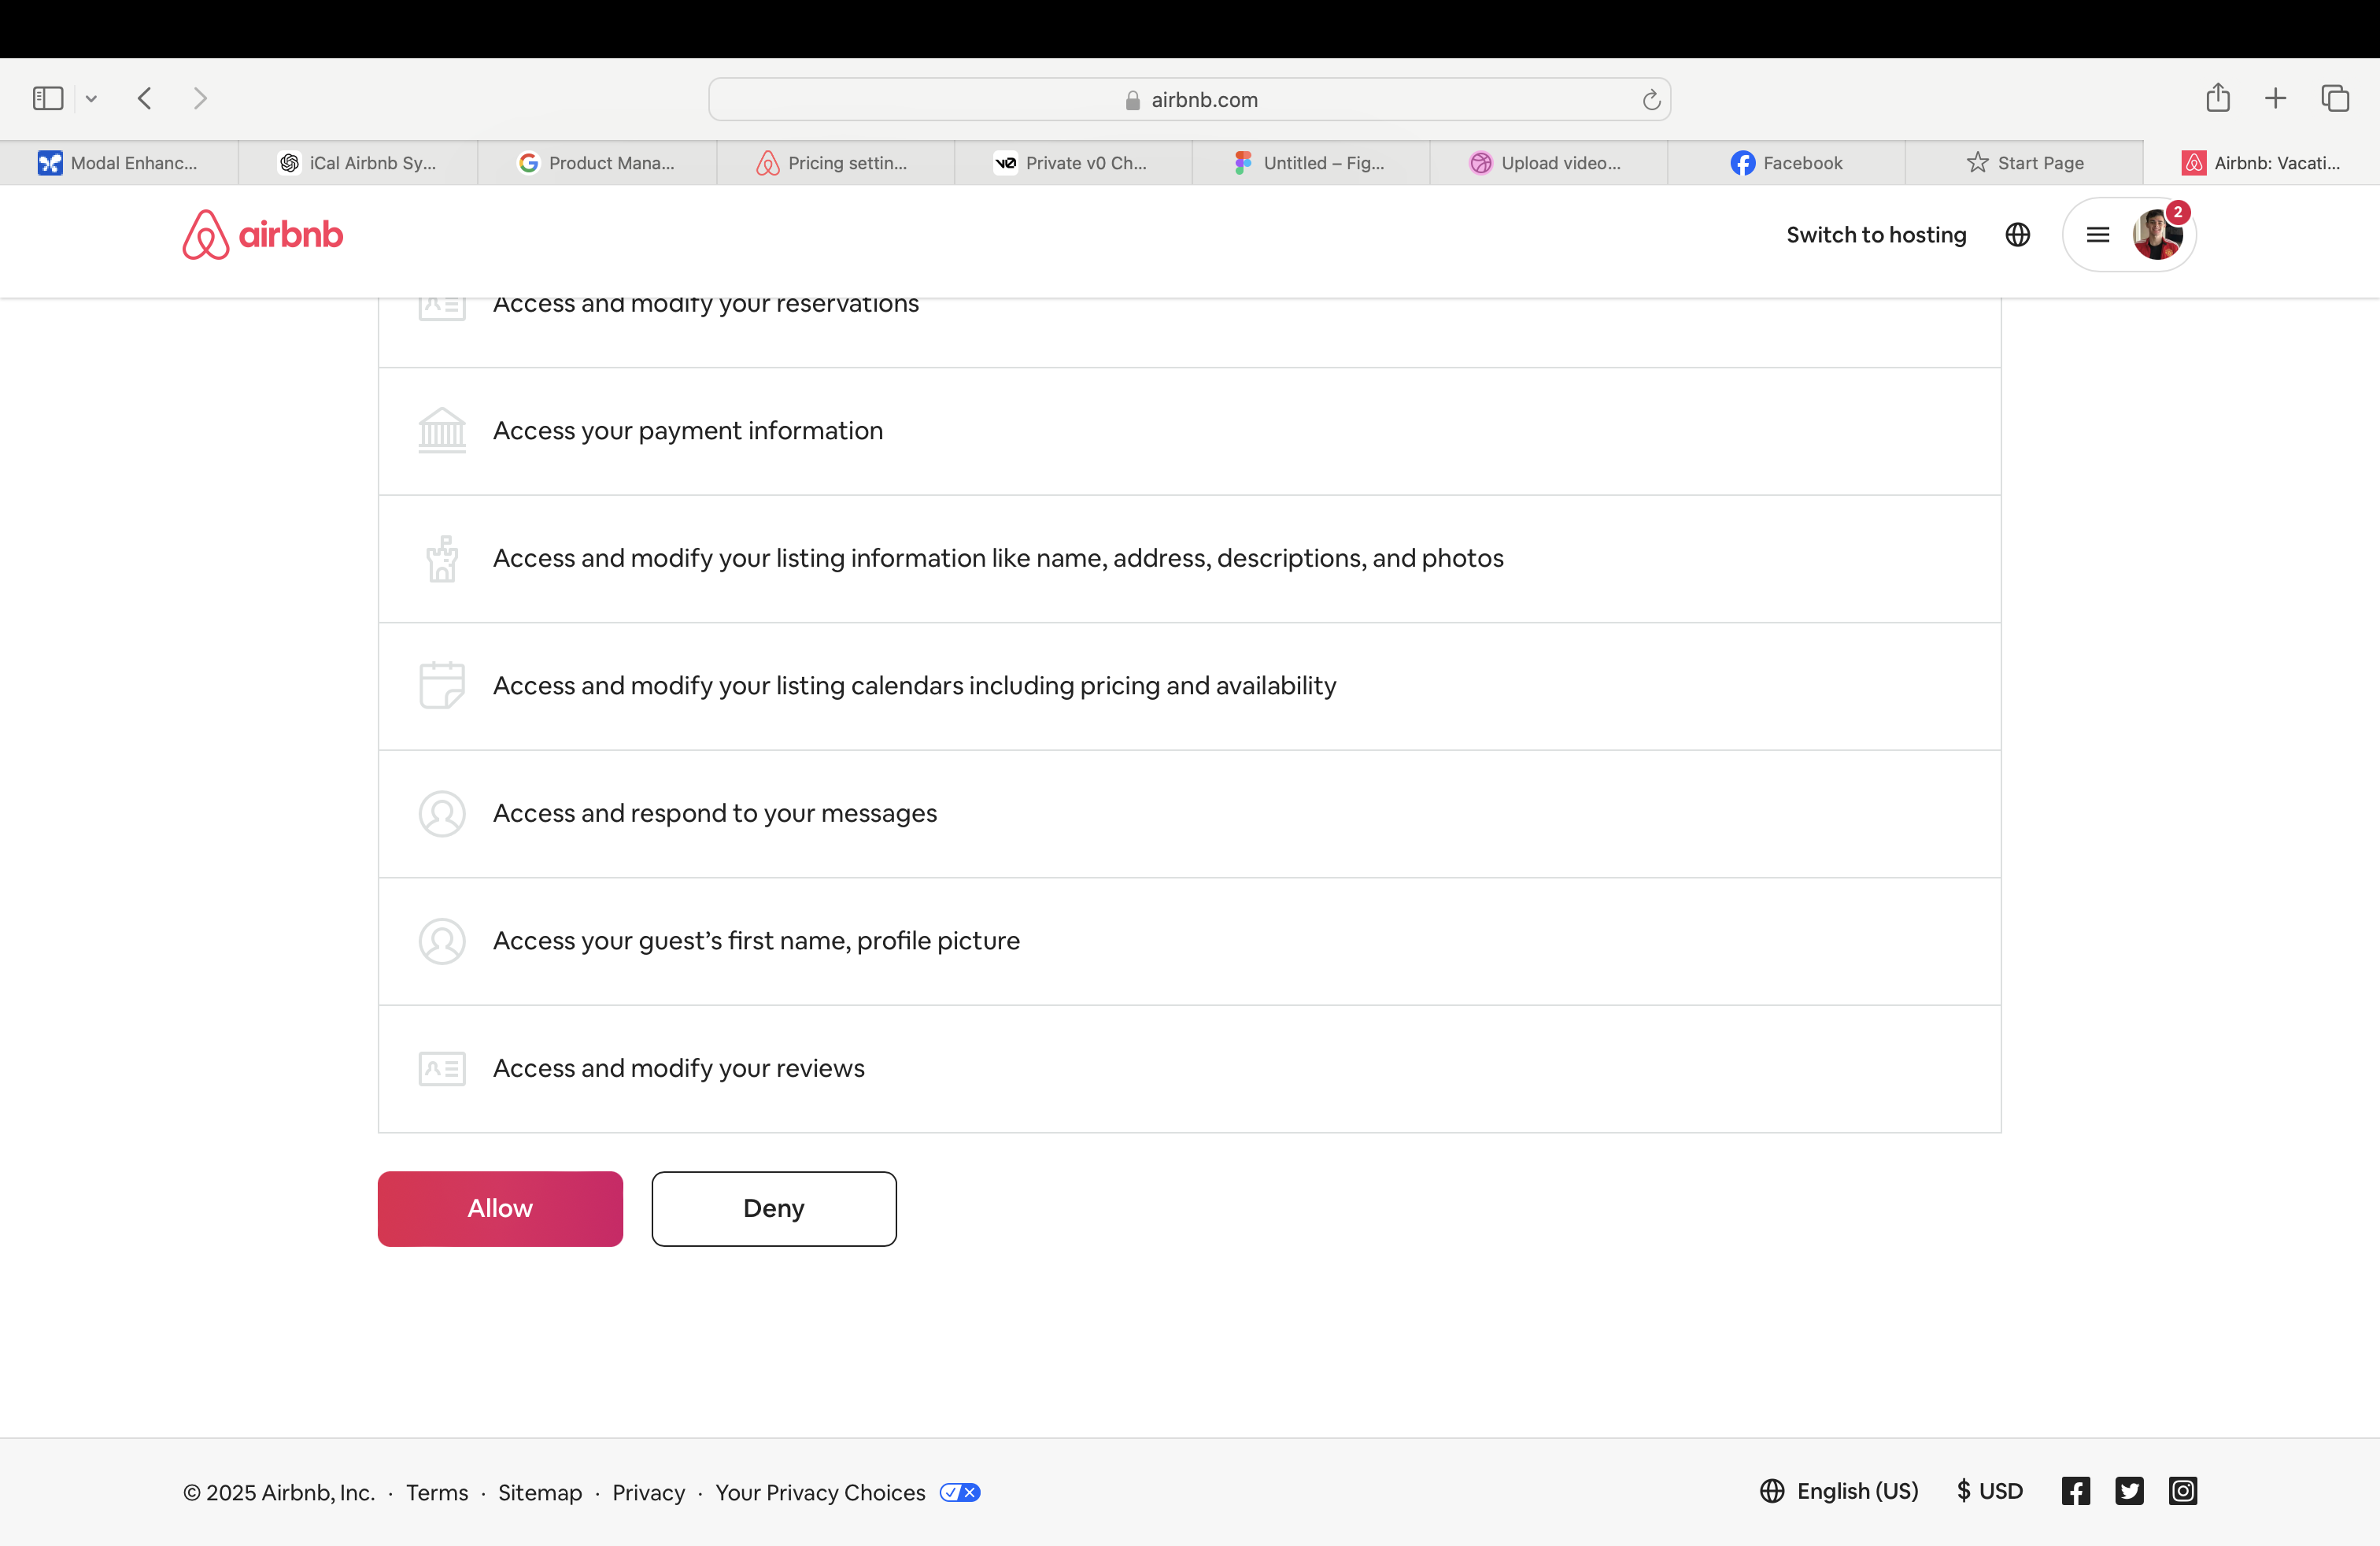 airbnb.com
Modal Enhanc...
iCal Airbnb Sy...
Product Mana...
Pricing settin...
Private v0 Ch...
Untitled – Fig...
Upload video...
Facebook
Start Page
Airbnb: Vacati...
airbnb
Switch to hosting
2
Access and modify your reservations
Access your payment information
Access and modify your listing information like name, address, descriptions, and photos
Access and modify your listing calendars including pricing and availability
Access and respond to your messages
Access your guest’s first name, profile picture
Access and modify your reviews
Allow
Deny
© 2025 Airbnb, Inc. · Terms · Sitemap · Privacy · Your Privacy Choices
English (US)
$ USD